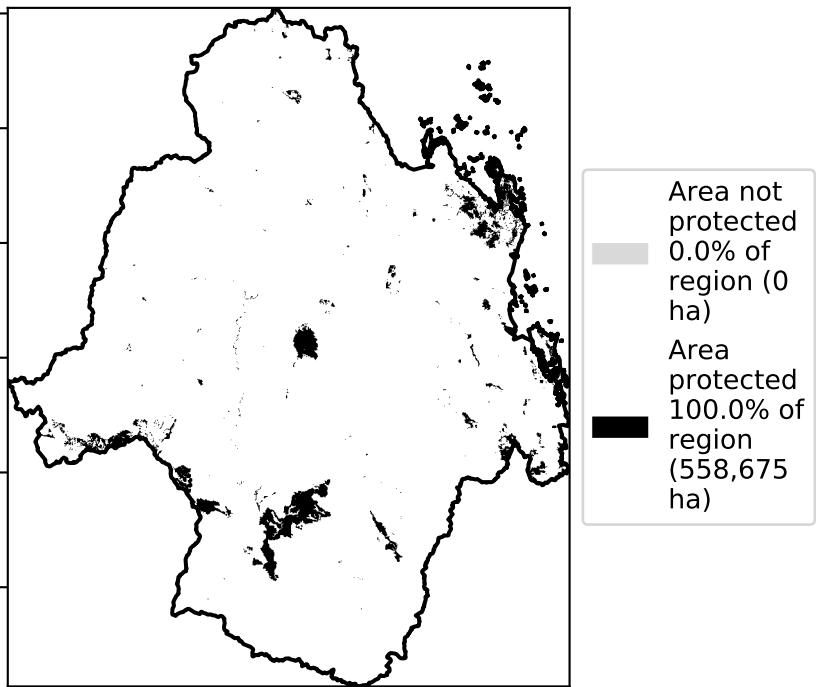 Area not
protected
0.0% of
region (0
ha)
Area
protected
100.0% of
region
(558,675
ha)